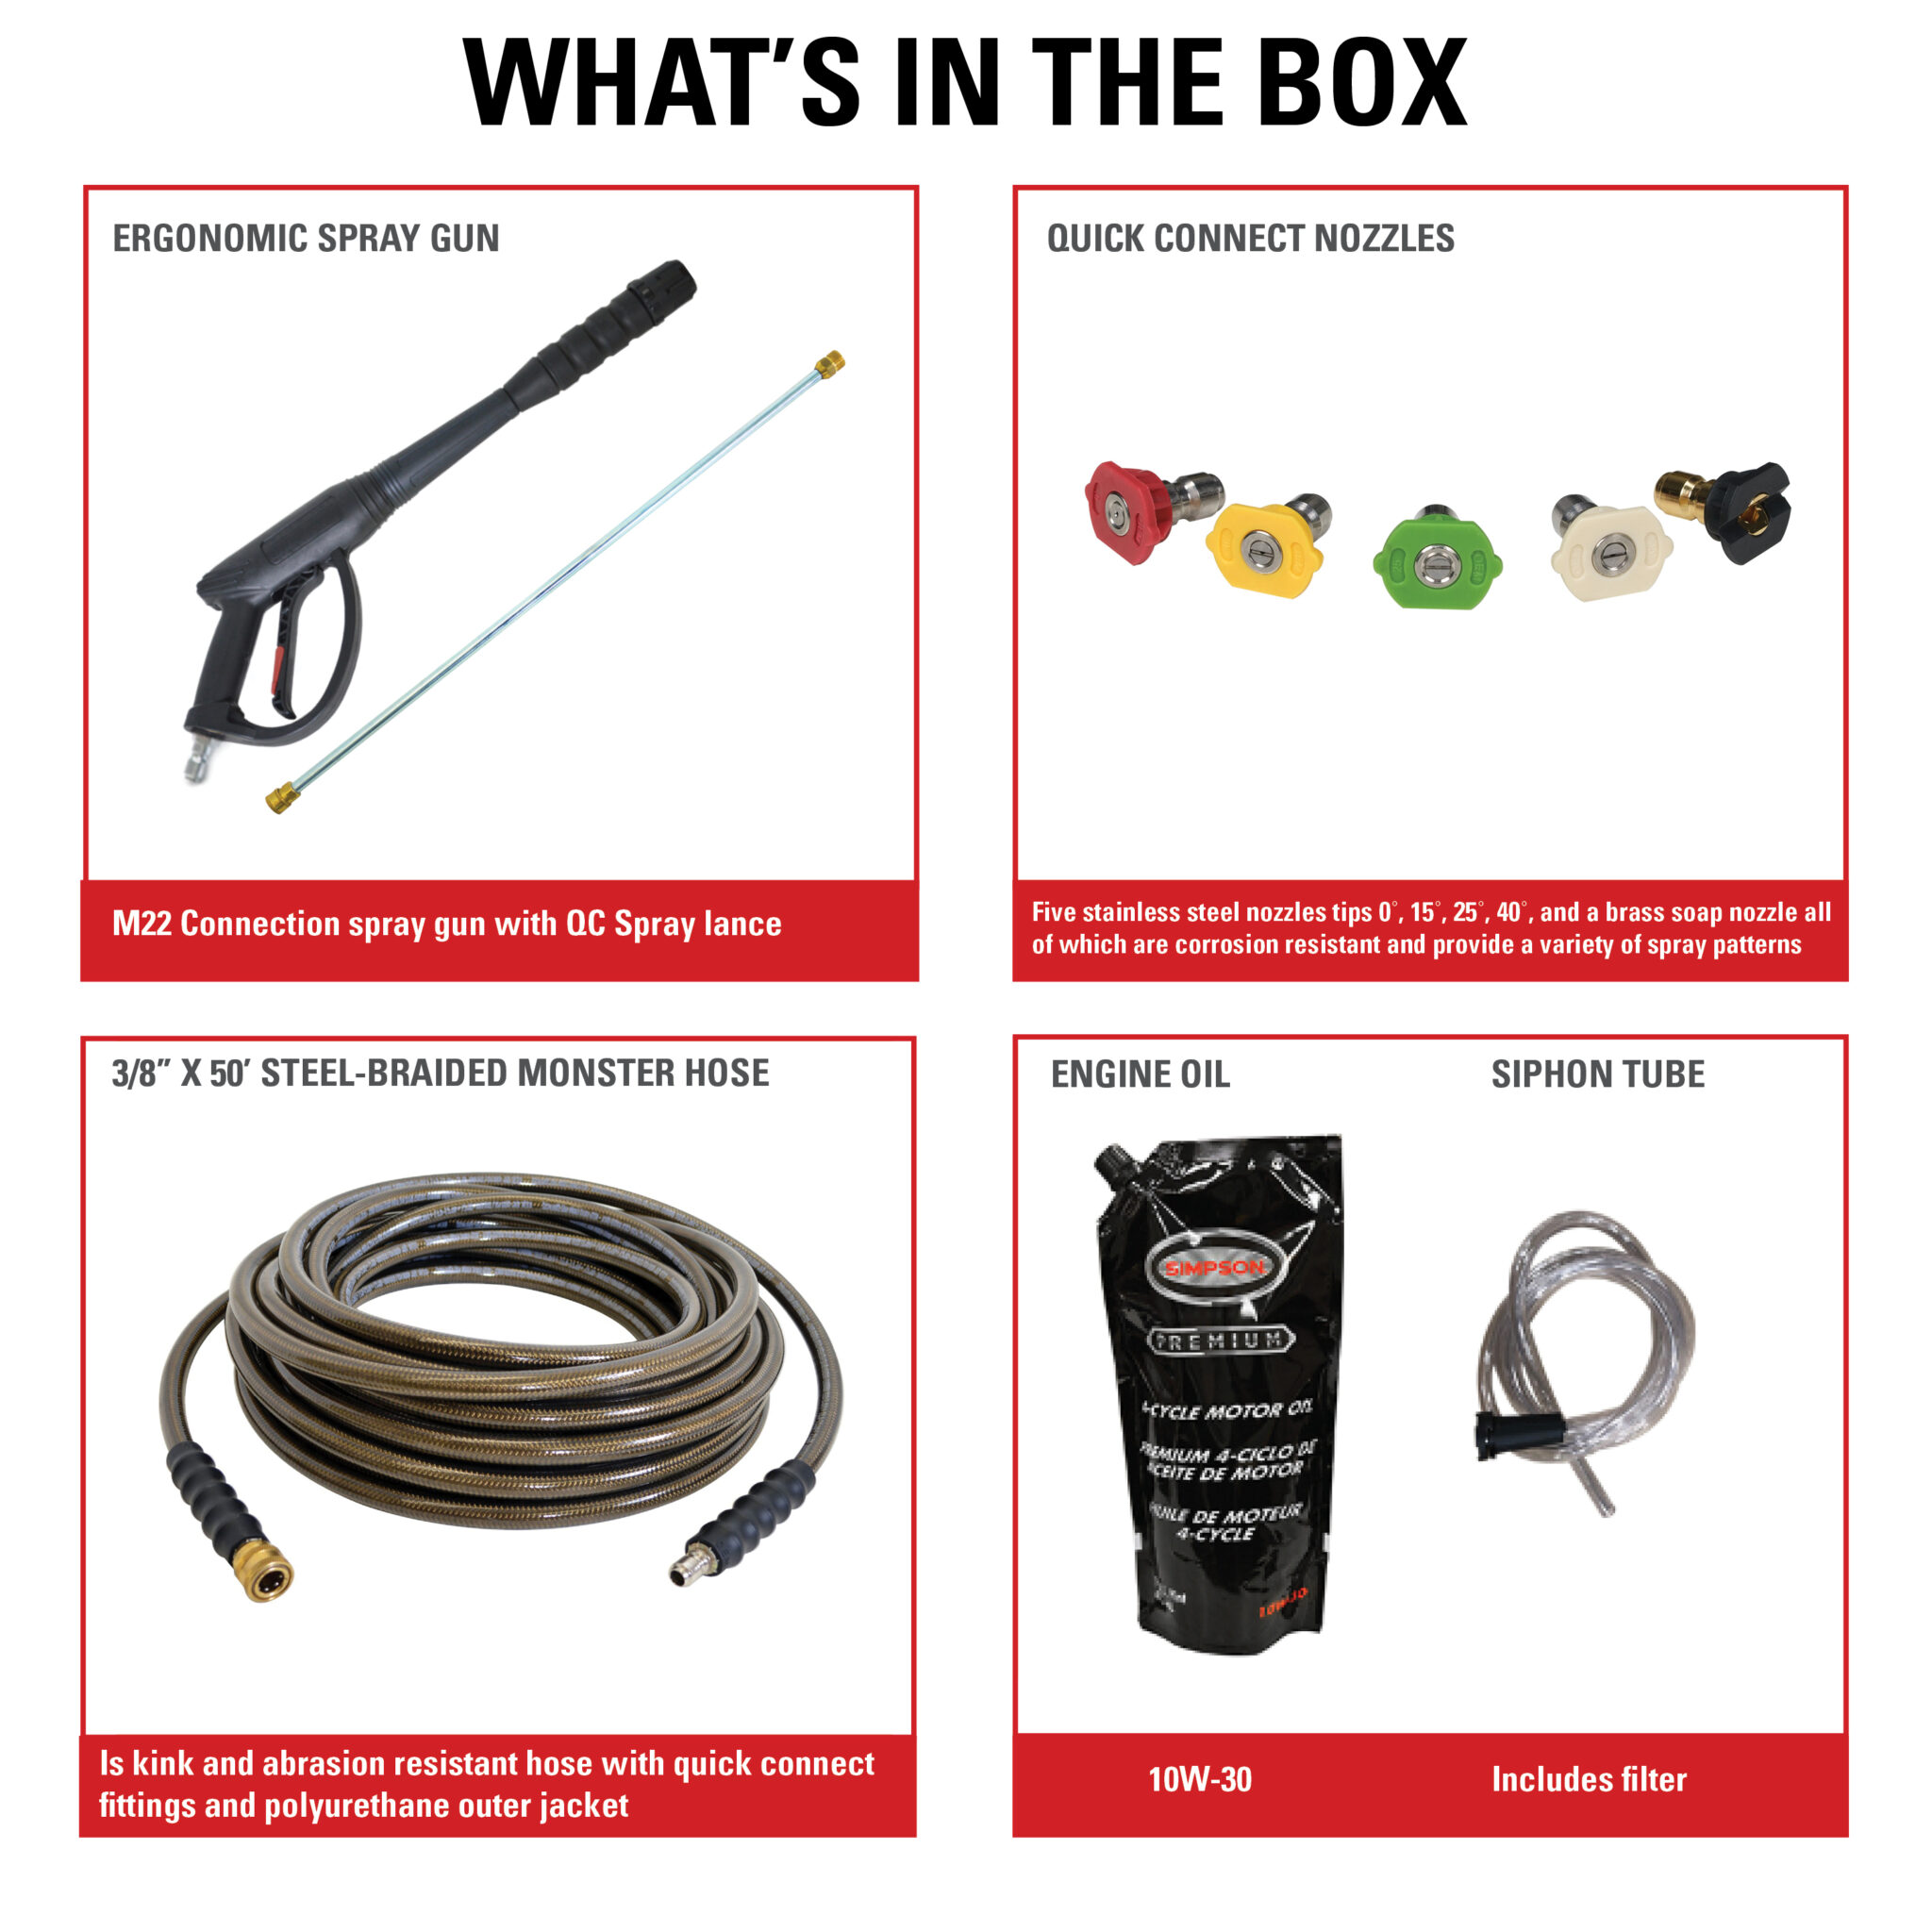 WHAT'S IN THE BOX
ERGONOMIC SPRAY GUN
M22 Connection spray gun with QC Spray lance
QUICK CONNECT NOZZLES
Five stainless steel nozzles tips 0°, 15°, 25°, 40°, and a brass soap nozzle all
of which are corrosion resistant and provide a variety of spray patterns
3/8" X 50' STEEL-BRAIDED MONSTER HOSE
Is kink and abrasion resistant hose with quick connect
fittings and polyurethane outer jacket
ENGINE OIL
SIMPSON
PREMIUM
4-CYCLE MOTOR OIL
PREMIUM 4-CICLO DE
ACEITE DE MOTOR
HUILE DE MOTEUR
4-CYCLE
10W-30
10W-30
SIPHON TUBE
Includes filter